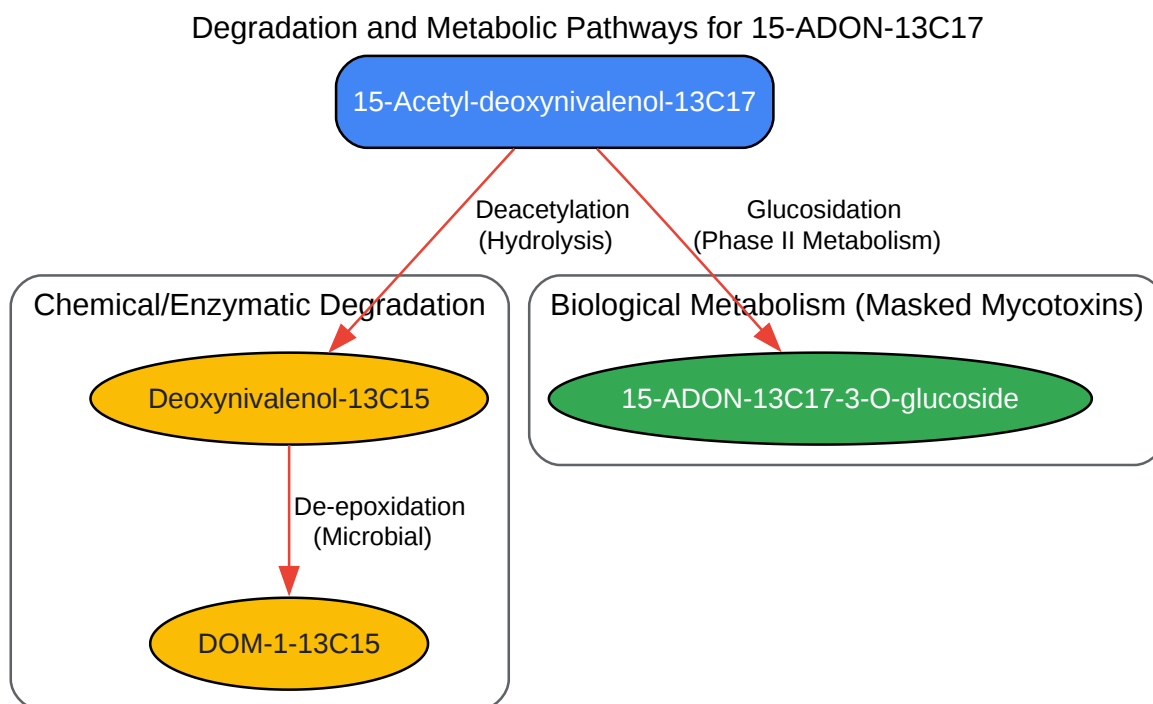 Degradation and Metabolic Pathways for 15-ADON-13C17
15-Acetyl-deoxynivalenol-13C17
Deacetylation
(Hydrolysis)
Glucosidation
(Phase II Metabolism)
Chemical/Enzymatic Degradation
Biological Metabolism (Masked Mycotoxins)
Deoxynivalenol-13C15
15-ADON-13C17-3-O-glucoside
De-epoxidation
(Microbial)
DOM-1-13C15